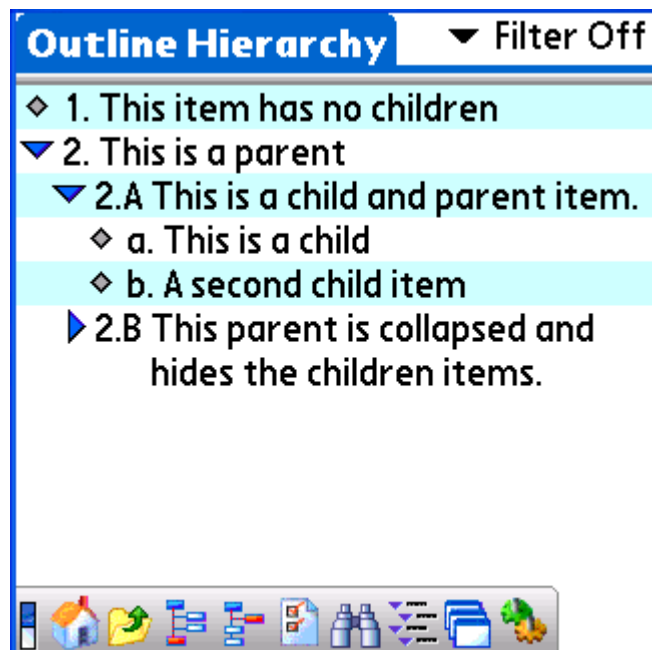 Outline Hierarchy
Filter Off
1. This item has no children
2. This is a parent
2.A This is a child and parent item.
a. This is a child
b. A second child item
2.B This parent is collapsed and
hides the children items.